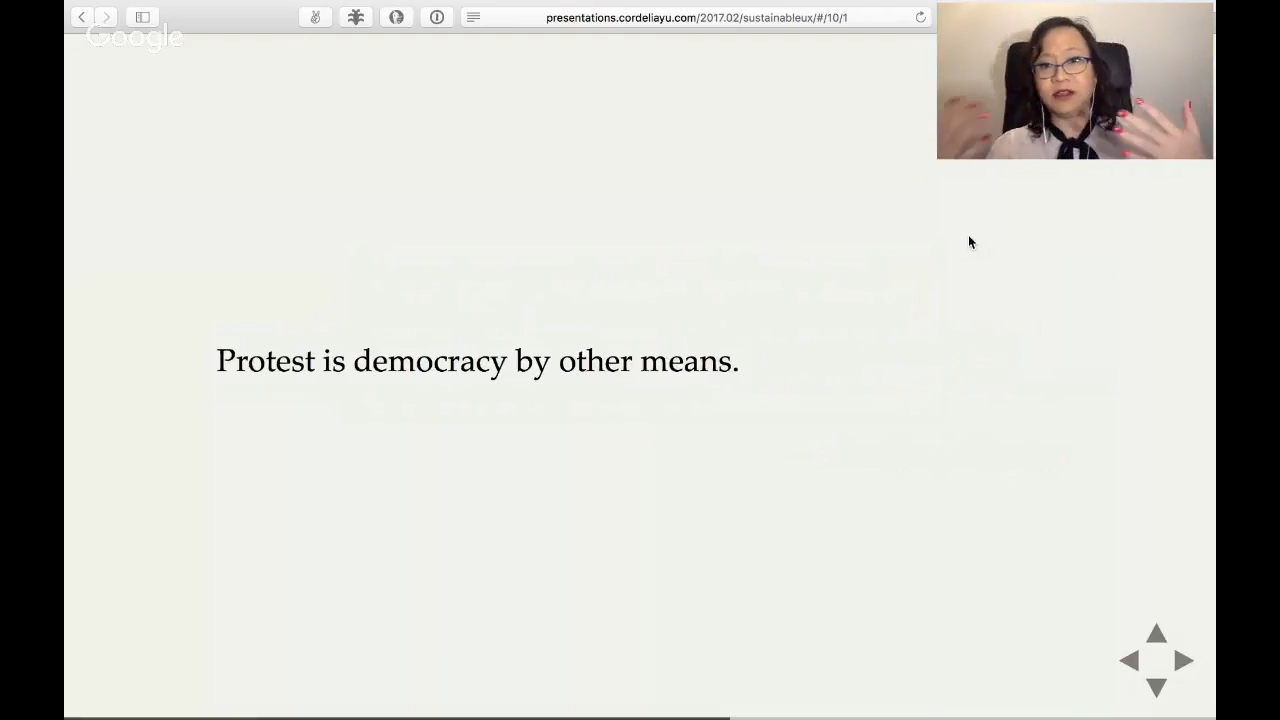 presentations.cordeliayu.com/2017.02/sustainableux/#/10/1
Google
Protest is democracy by other means.